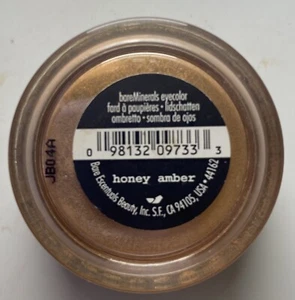 bareMinerals eyecolor
fard à paupières • lidschatten
ombretto • sombra de ojos
0 98132 09733 3
honey amber
Bare Escentuals Beauty, Inc. S.F., CA 94105, USA • 44162
JB04A